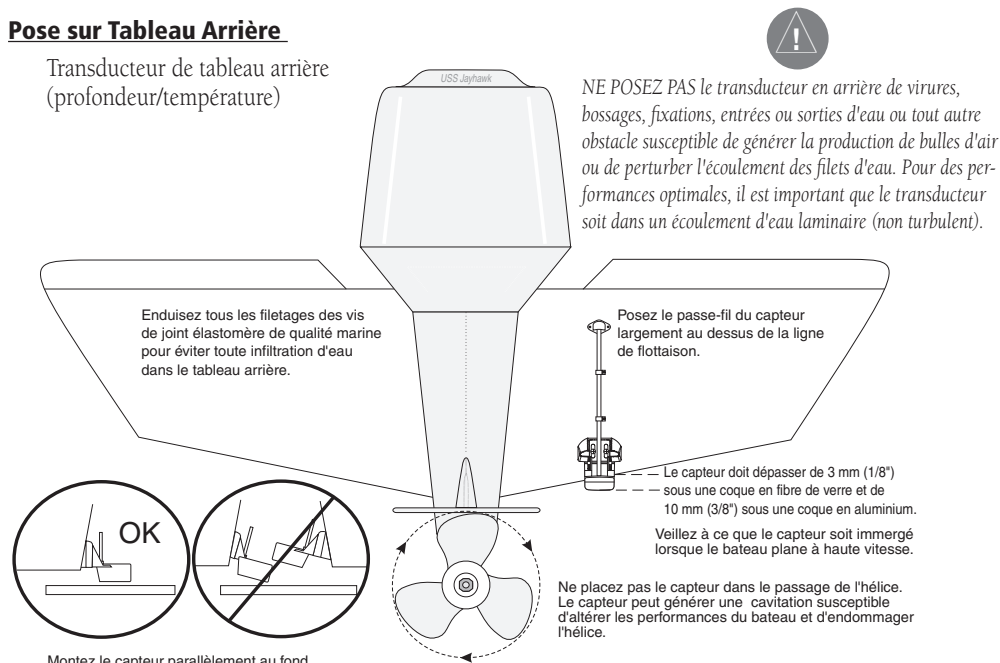 Pose sur Tableau Arrière
Transducteur de tableau arrière
(profondeur/température)
USS Jayhawk
!
NE POSEZ PAS le transducteur en arrière de virures,
bossages, fixations, entrées ou sorties d'eau ou tout autre
obstacle susceptible de générer la production de bulles d'air
ou de perturber l'écoulement des filets d'eau. Pour des per-
formances optimales, il est important que le transducteur
soit dans un écoulement d'eau laminaire (non turbulent).
Enduisez tous les filetages des vis
de joint élastomère de qualité marine
pour éviter toute infiltration d'eau
dans le tableau arrière.
Posez le passe-fil du capteur
largement au dessus de la ligne
de flottaison.
Le capteur doit dépasser de 3 mm (1/8")
sous une coque en fibre de verre et de
10 mm (3/8") sous une coque en aluminium.
Veillez à ce que le capteur soit immergé
lorsque le bateau plane à haute vitesse.
OK
Ne placez pas le capteur dans le passage de l'hélice.
Le capteur peut générer une cavitation susceptible
d'altérer les performances du bateau et d'endommager
l'hélice.
Montez le capteur parallèlement au fond